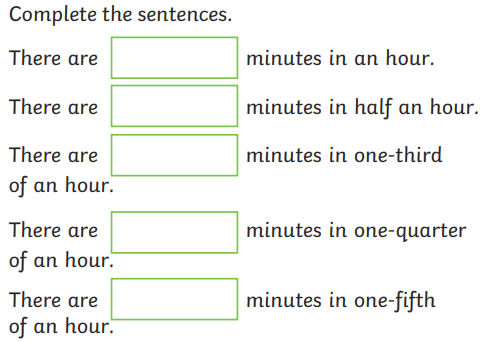 Complete the sentences.
There are minutes in an hour.
There are minutes in half an hour.
There are minutes in one-third
of an hour.
There are minutes in one-quarter
of an hour.
There are minutes in one-fifth
of an hour.